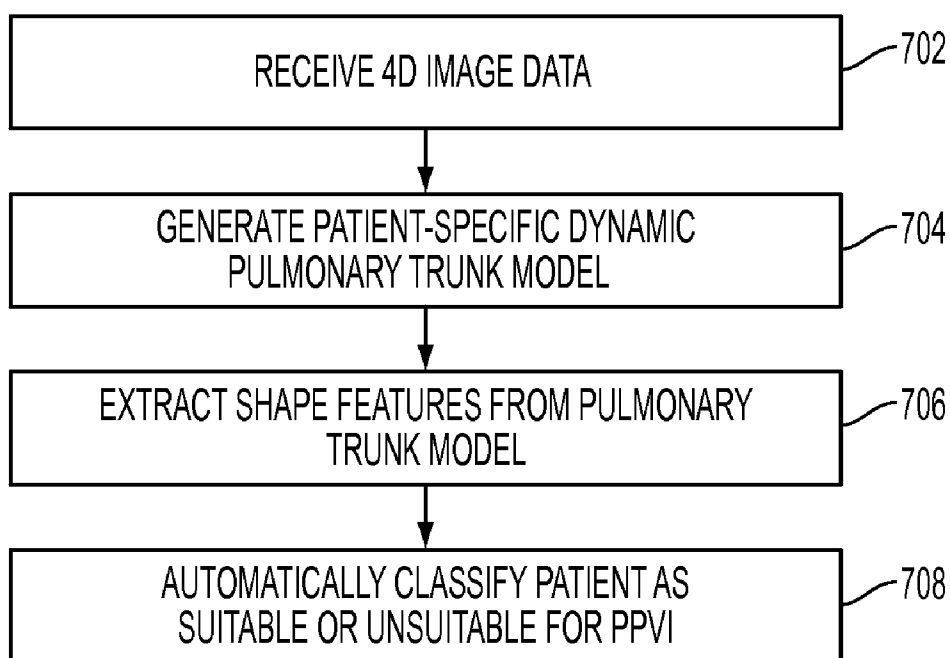 RECEIVE 4D IMAGE DATA
702
GENERATE PATIENT-SPECIFIC DYNAMIC
PULMONARY TRUNK MODEL
704
EXTRACT SHAPE FEATURES FROM PULMONARY
TRUNK MODEL
706
AUTOMATICALLY CLASSIFY PATIENT AS
SUITABLE OR UNSUITABLE FOR PPVI
708